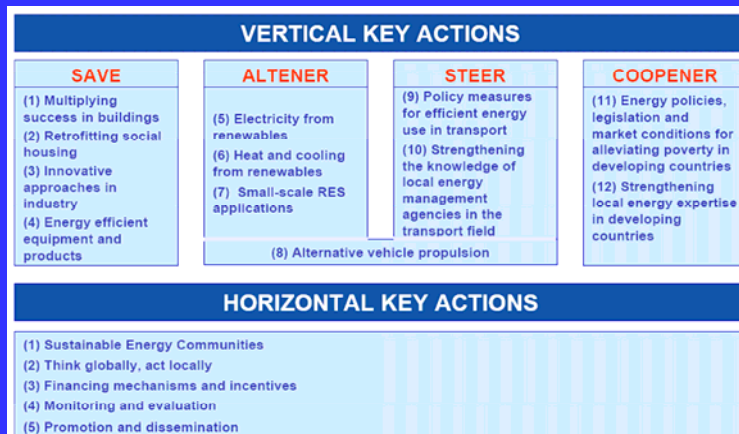 VERTICAL KEY ACTIONS
SAVE
(1) Multiplying
success in buildings
(2) Retrofitting social
housing
(3) Innovative
approaches in
industry
(4) Energy efficient
equipment and
products
ALTENER
(5) Electricity from
renewables
(6) Heat and cooling
from renewables
(7) Small-scale RES
applications
STEER
(9) Policy measures
for efficient energy
use in transport
(10) Strengthening
the knowledge of
local energy
management
agencies in the
transport field
(8) Alternative vehicle propulsion
COOPENER
(11) Energy policies,
legislation and
market conditions for
alleviating poverty in
developing countries
(12) Strengthening
local energy expertise
in developing
countries
HORIZONTAL KEY ACTIONS
(1) Sustainable Energy Communities
(2) Think globally, act locally
(3) Financing mechanisms and incentives
(4) Monitoring and evaluation
(5) Promotion and dissemination